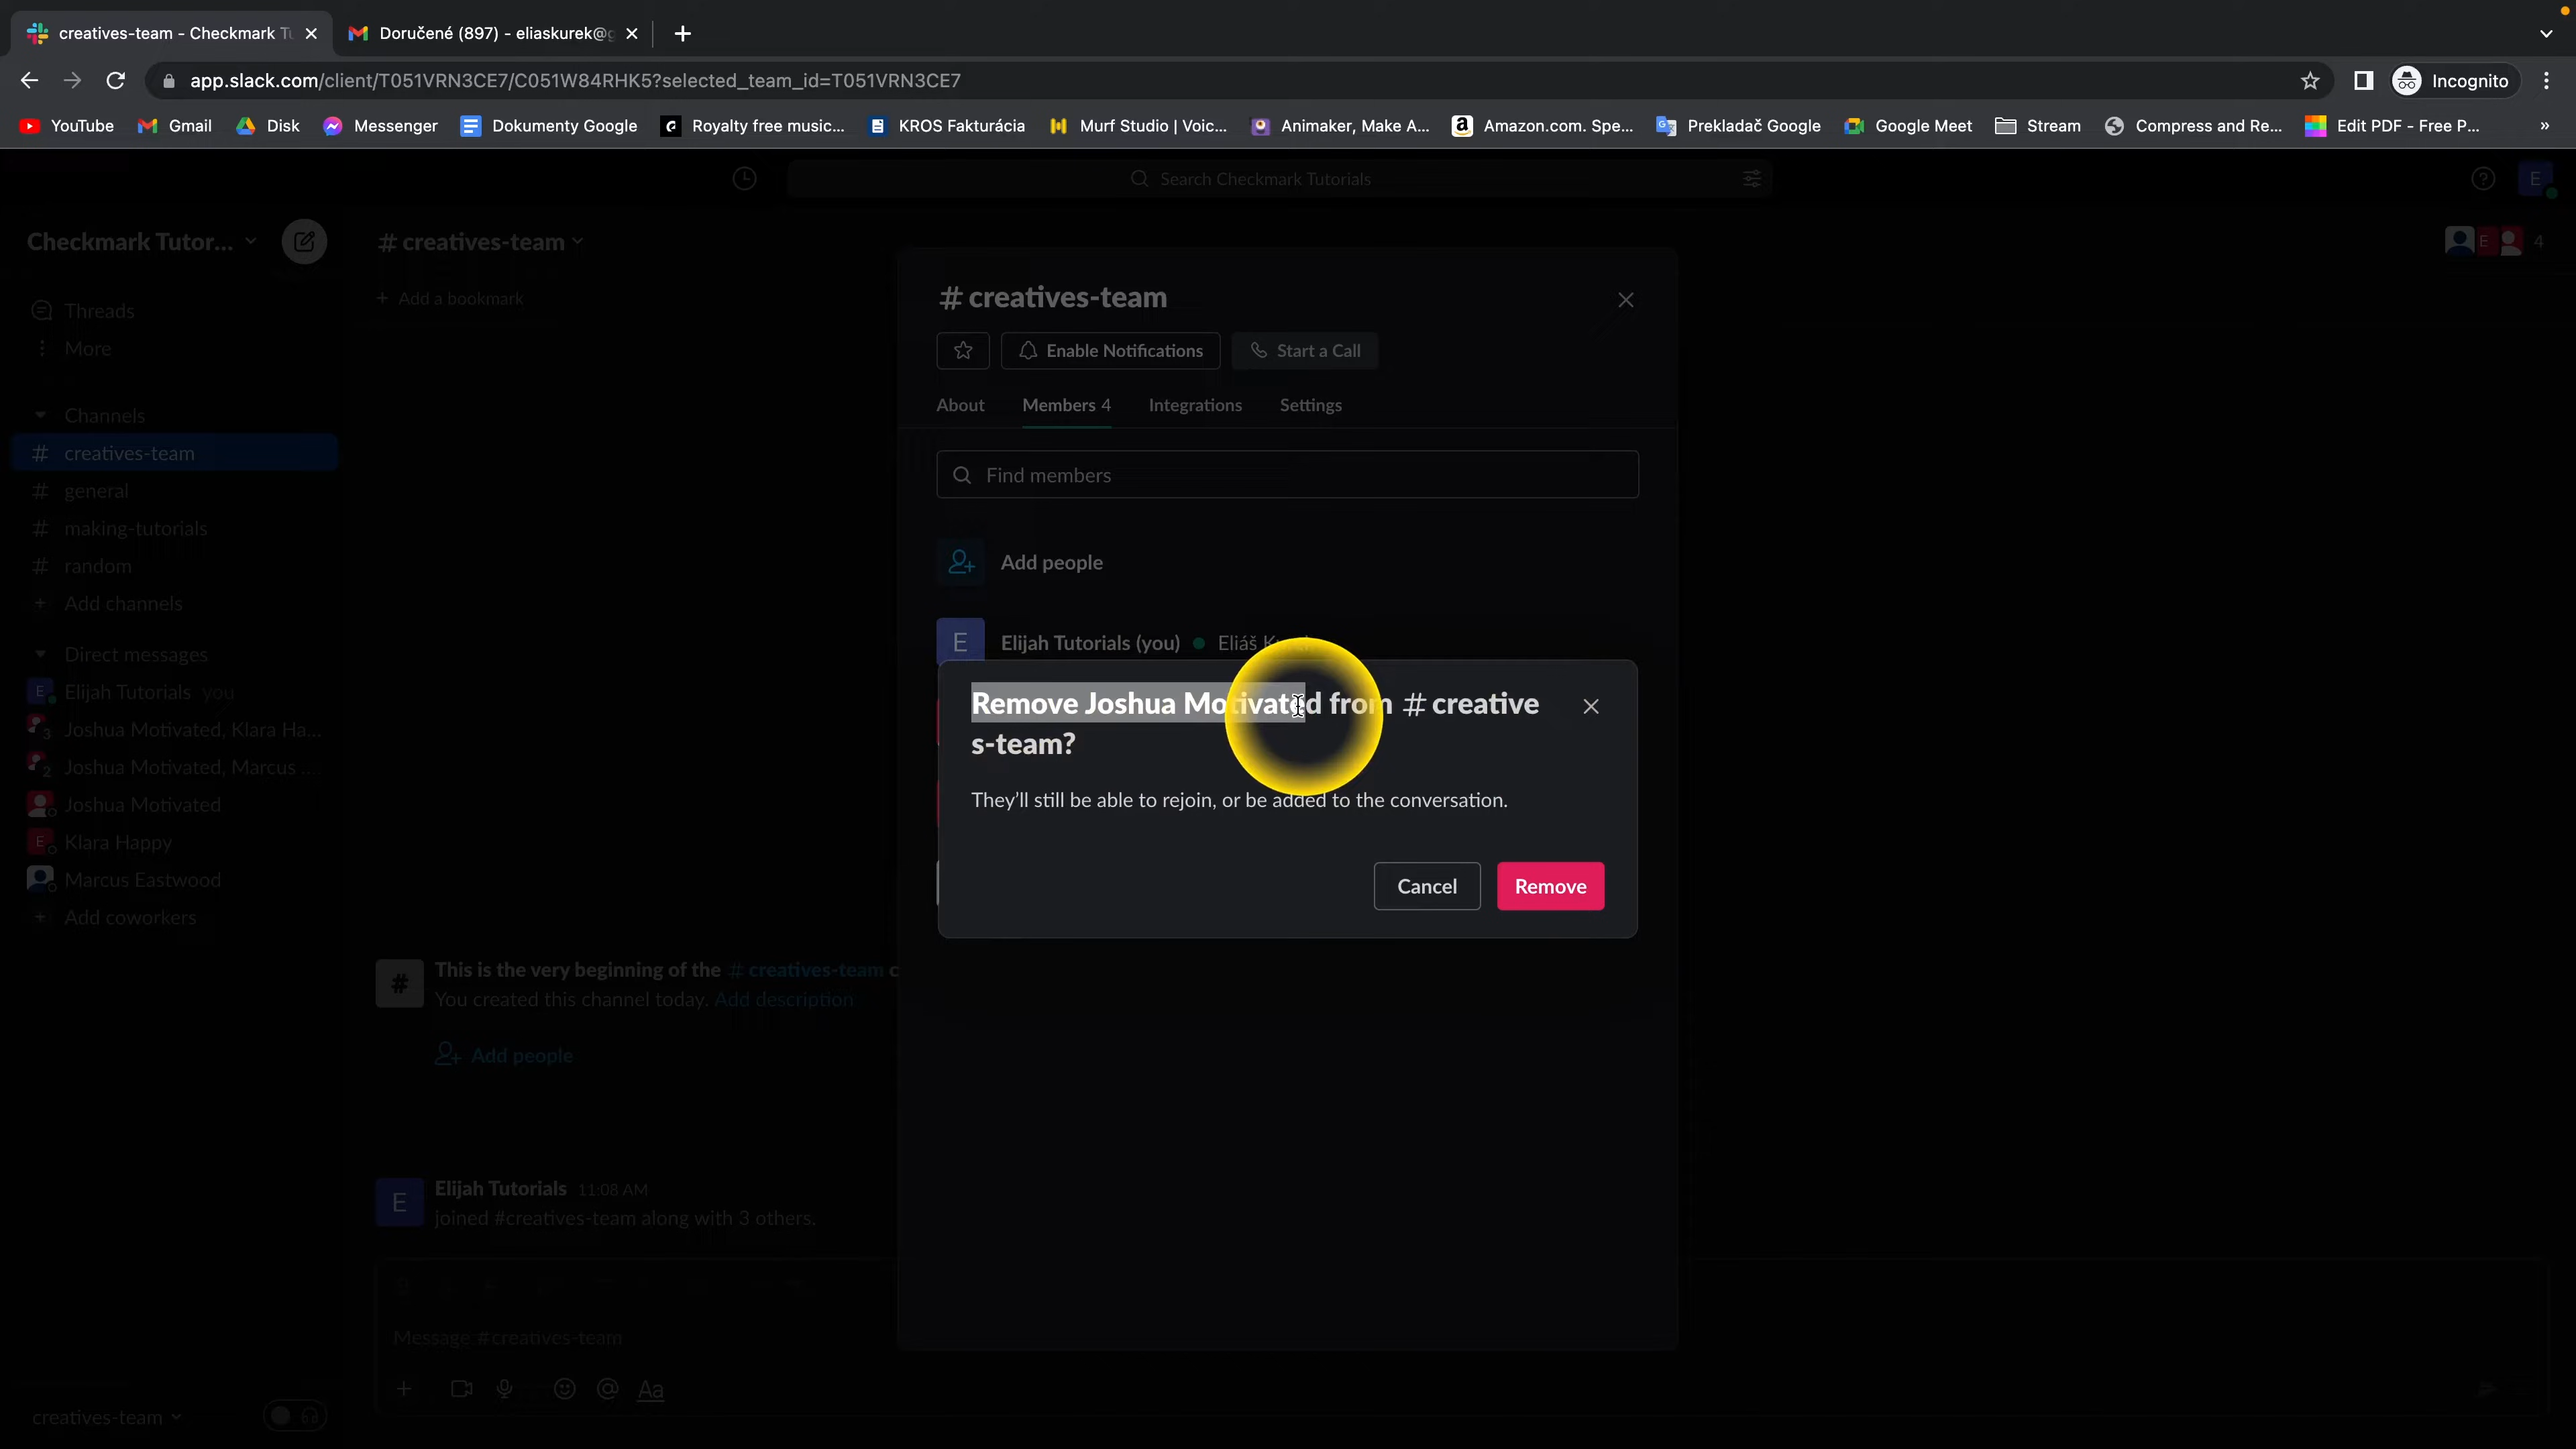 creatives-team - Checkmark Tu
Doručené (897) - eliaskurek@g
app.slack.com/client/T051VRN3CE7/C051W84RHK5?selected_team_id=T051VRN3CE7
Incognito
YouTube
Gmail
Disk
Messenger
Dokumenty Google
Royalty free music...
KROS Fakturácia
Murf Studio | Voic...
Animaker, Make A...
Amazon.com. Spe...
Prekladač Google
Google Meet
Stream
Compress and Re...
Edit PDF - Free P...
»
Search Checkmark Tutorials
E
Checkmark Tutor...
# creatives-team
E
4
+ Add a bookmark
Threads
More
Channels
# creatives-team
# general
# making-tutorials
# random
+ Add channels
Direct messages
E Elijah Tutorials you
3 Joshua Motivated, Klara Ha...
2 Joshua Motivated, Marcus ...
Joshua Motivated
E Klara Happy
Marcus Eastwood
+ Add coworkers
creatives-team
# creatives-team
Enable Notifications
Start a Call
About
Members 4
Integrations
Settings
Find members
Add people
E Elijah Tutorials (you) Eliáš
Remove Joshua Motivated from # creative
s-team?
They'll still be able to rejoin, or be added to the conversation.
Cancel
Remove
# This is the very beginning of the # creatives-team c
You created this channel today. Add description
Add people
E Elijah Tutorials 11:08 AM
joined #creatives-team along with 3 others.
Message #creatives-team
Aa